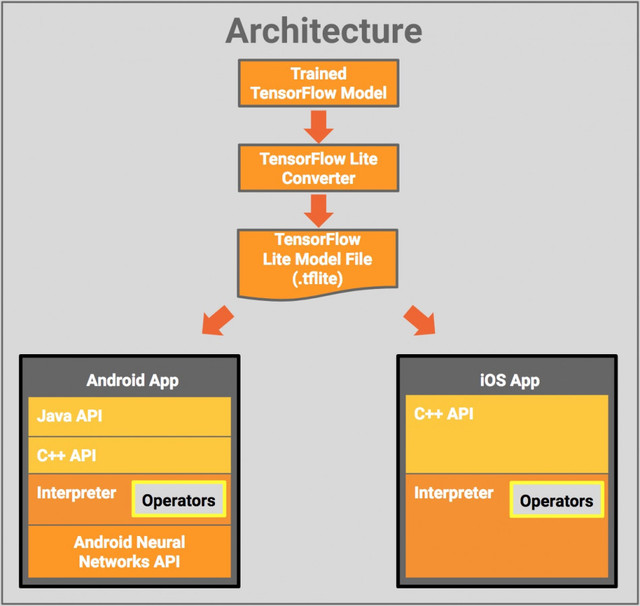 Architecture
Trained
TensorFlow Model
TensorFlow Lite
Converter
TensorFlow
Lite Model File
(.tflite)
Android App
Java API
C++ API
Interpreter
Operators
Android Neural
Networks API
iOS App
C++ API
Interpreter
Operators